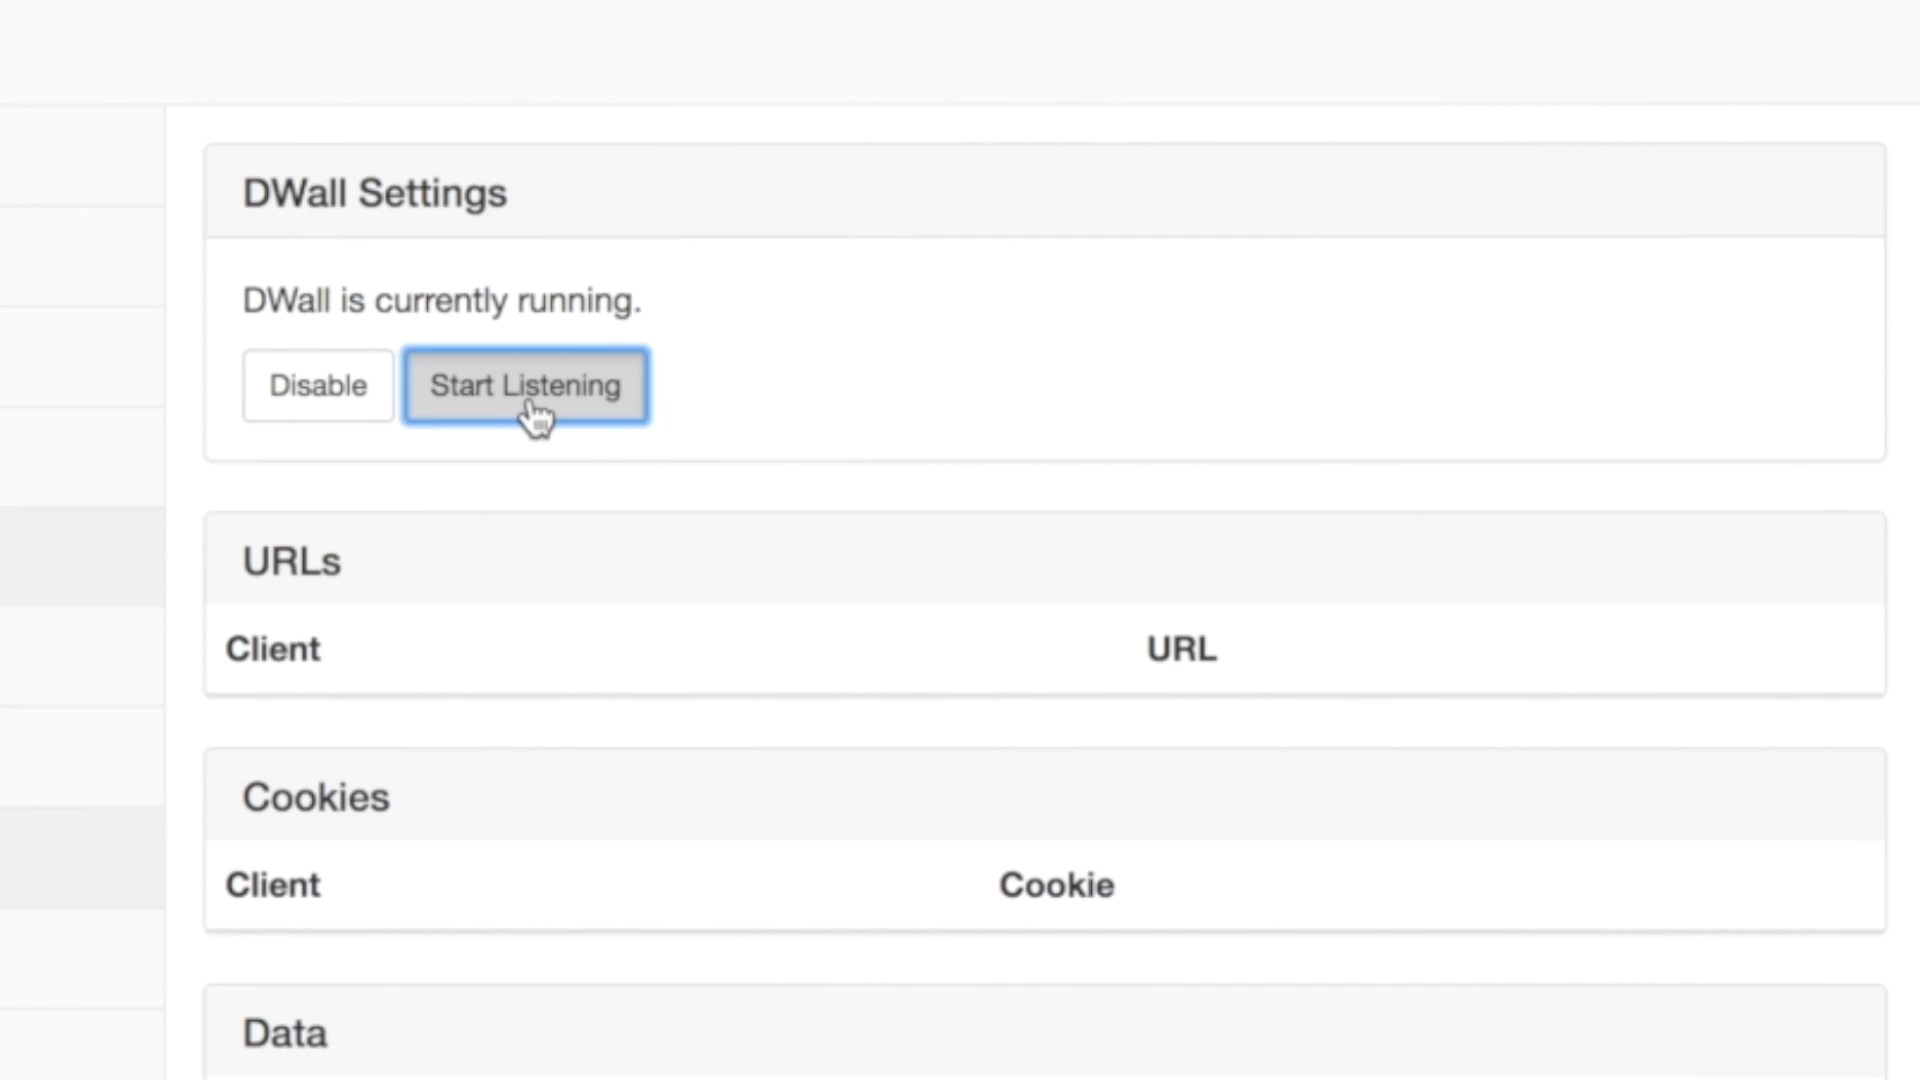 DWall Settings
DWall is currently running.
Disable Start Listening
URLs
Client URL
Cookies
Client Cookie
Data